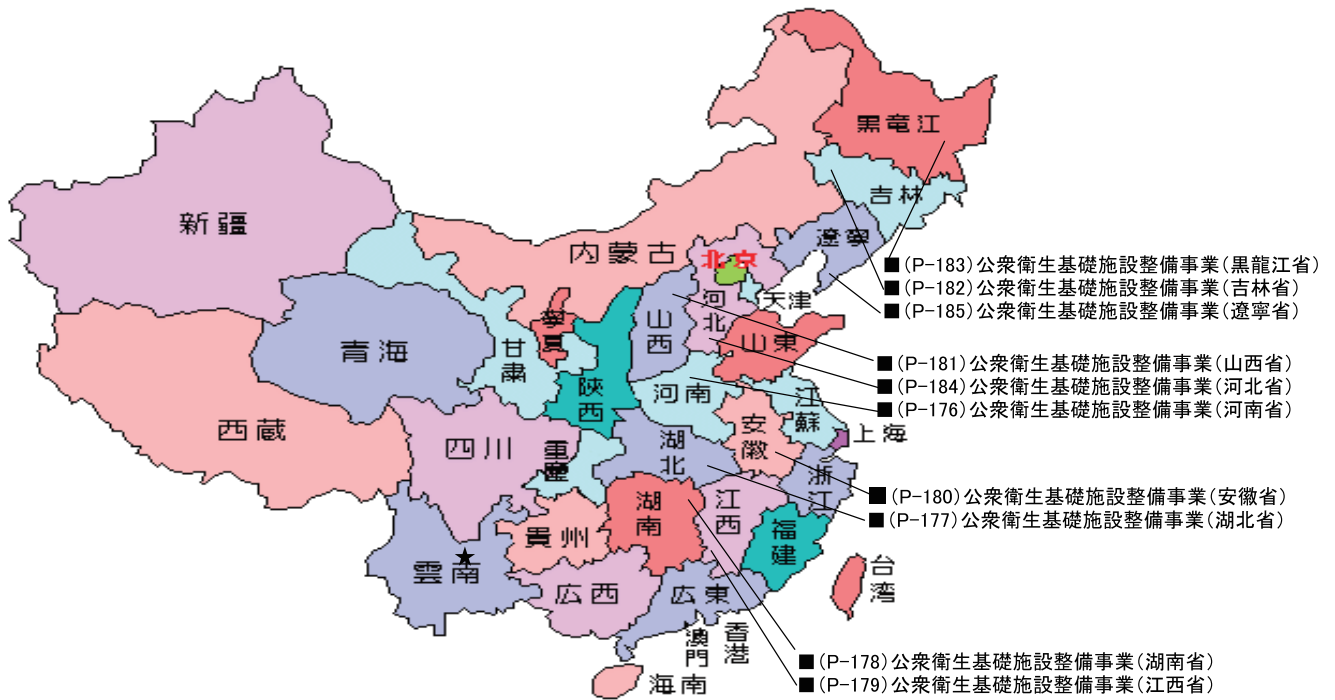 黒竜江
吉林
遼寧
新疆
内蒙古
北京
■(P-183)公衆衛生基礎施設整備事業(黒龍江省)
■(P-182)公衆衛生基礎施設整備事業(吉林省)
■(P-185)公衆衛生基礎施設整備事業(遼寧省)
天津
河北
山西
寧夏
山東
青海
甘粛
陝西
■(P-181)公衆衛生基礎施設整備事業(山西省)
■(P-184)公衆衛生基礎施設整備事業(河北省)
■(P-176)公衆衛生基礎施設整備事業(河南省)
河南
江蘇
西蔵
四川
重慶
湖北
安徽
上海
浙江
■(P-180)公衆衛生基礎施設整備事業(安徽省)
■(P-177)公衆衛生基礎施設整備事業(湖北省)
湖南
江西
貴州
福建
雲南
★
広西
広東
台湾
香港
澳門
海南
■(P-178)公衆衛生基礎施設整備事業(湖南省)
■(P-179)公衆衛生基礎施設整備事業(江西省)